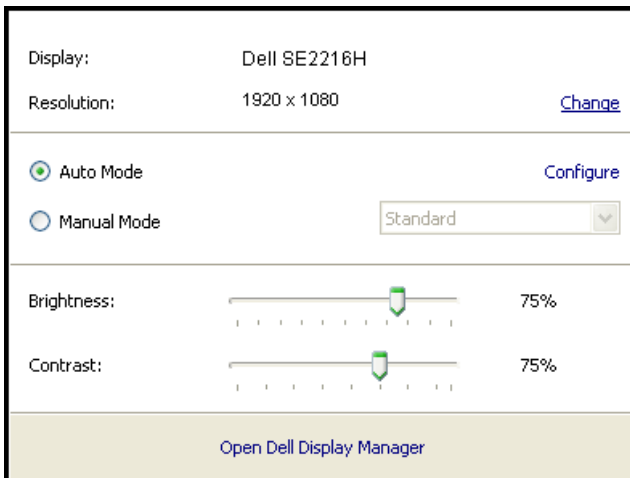 Display: Dell SE2216H
Resolution: 1920 x 1080 Change
Auto Mode Configure
Manual Mode Standard
Brightness: 75%
Contrast: 75%
Open Dell Display Manager